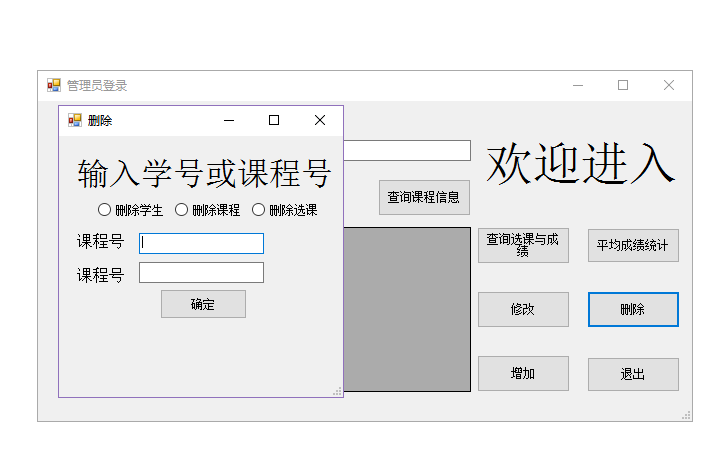 管理员登录
删除
输入学号或课程号
删除学生 删除课程 删除选课
课程号
课程号
确定
欢迎进入
查询课程信息
查询选课与成
绩
平均成绩统计
修改
删除
增加
退出